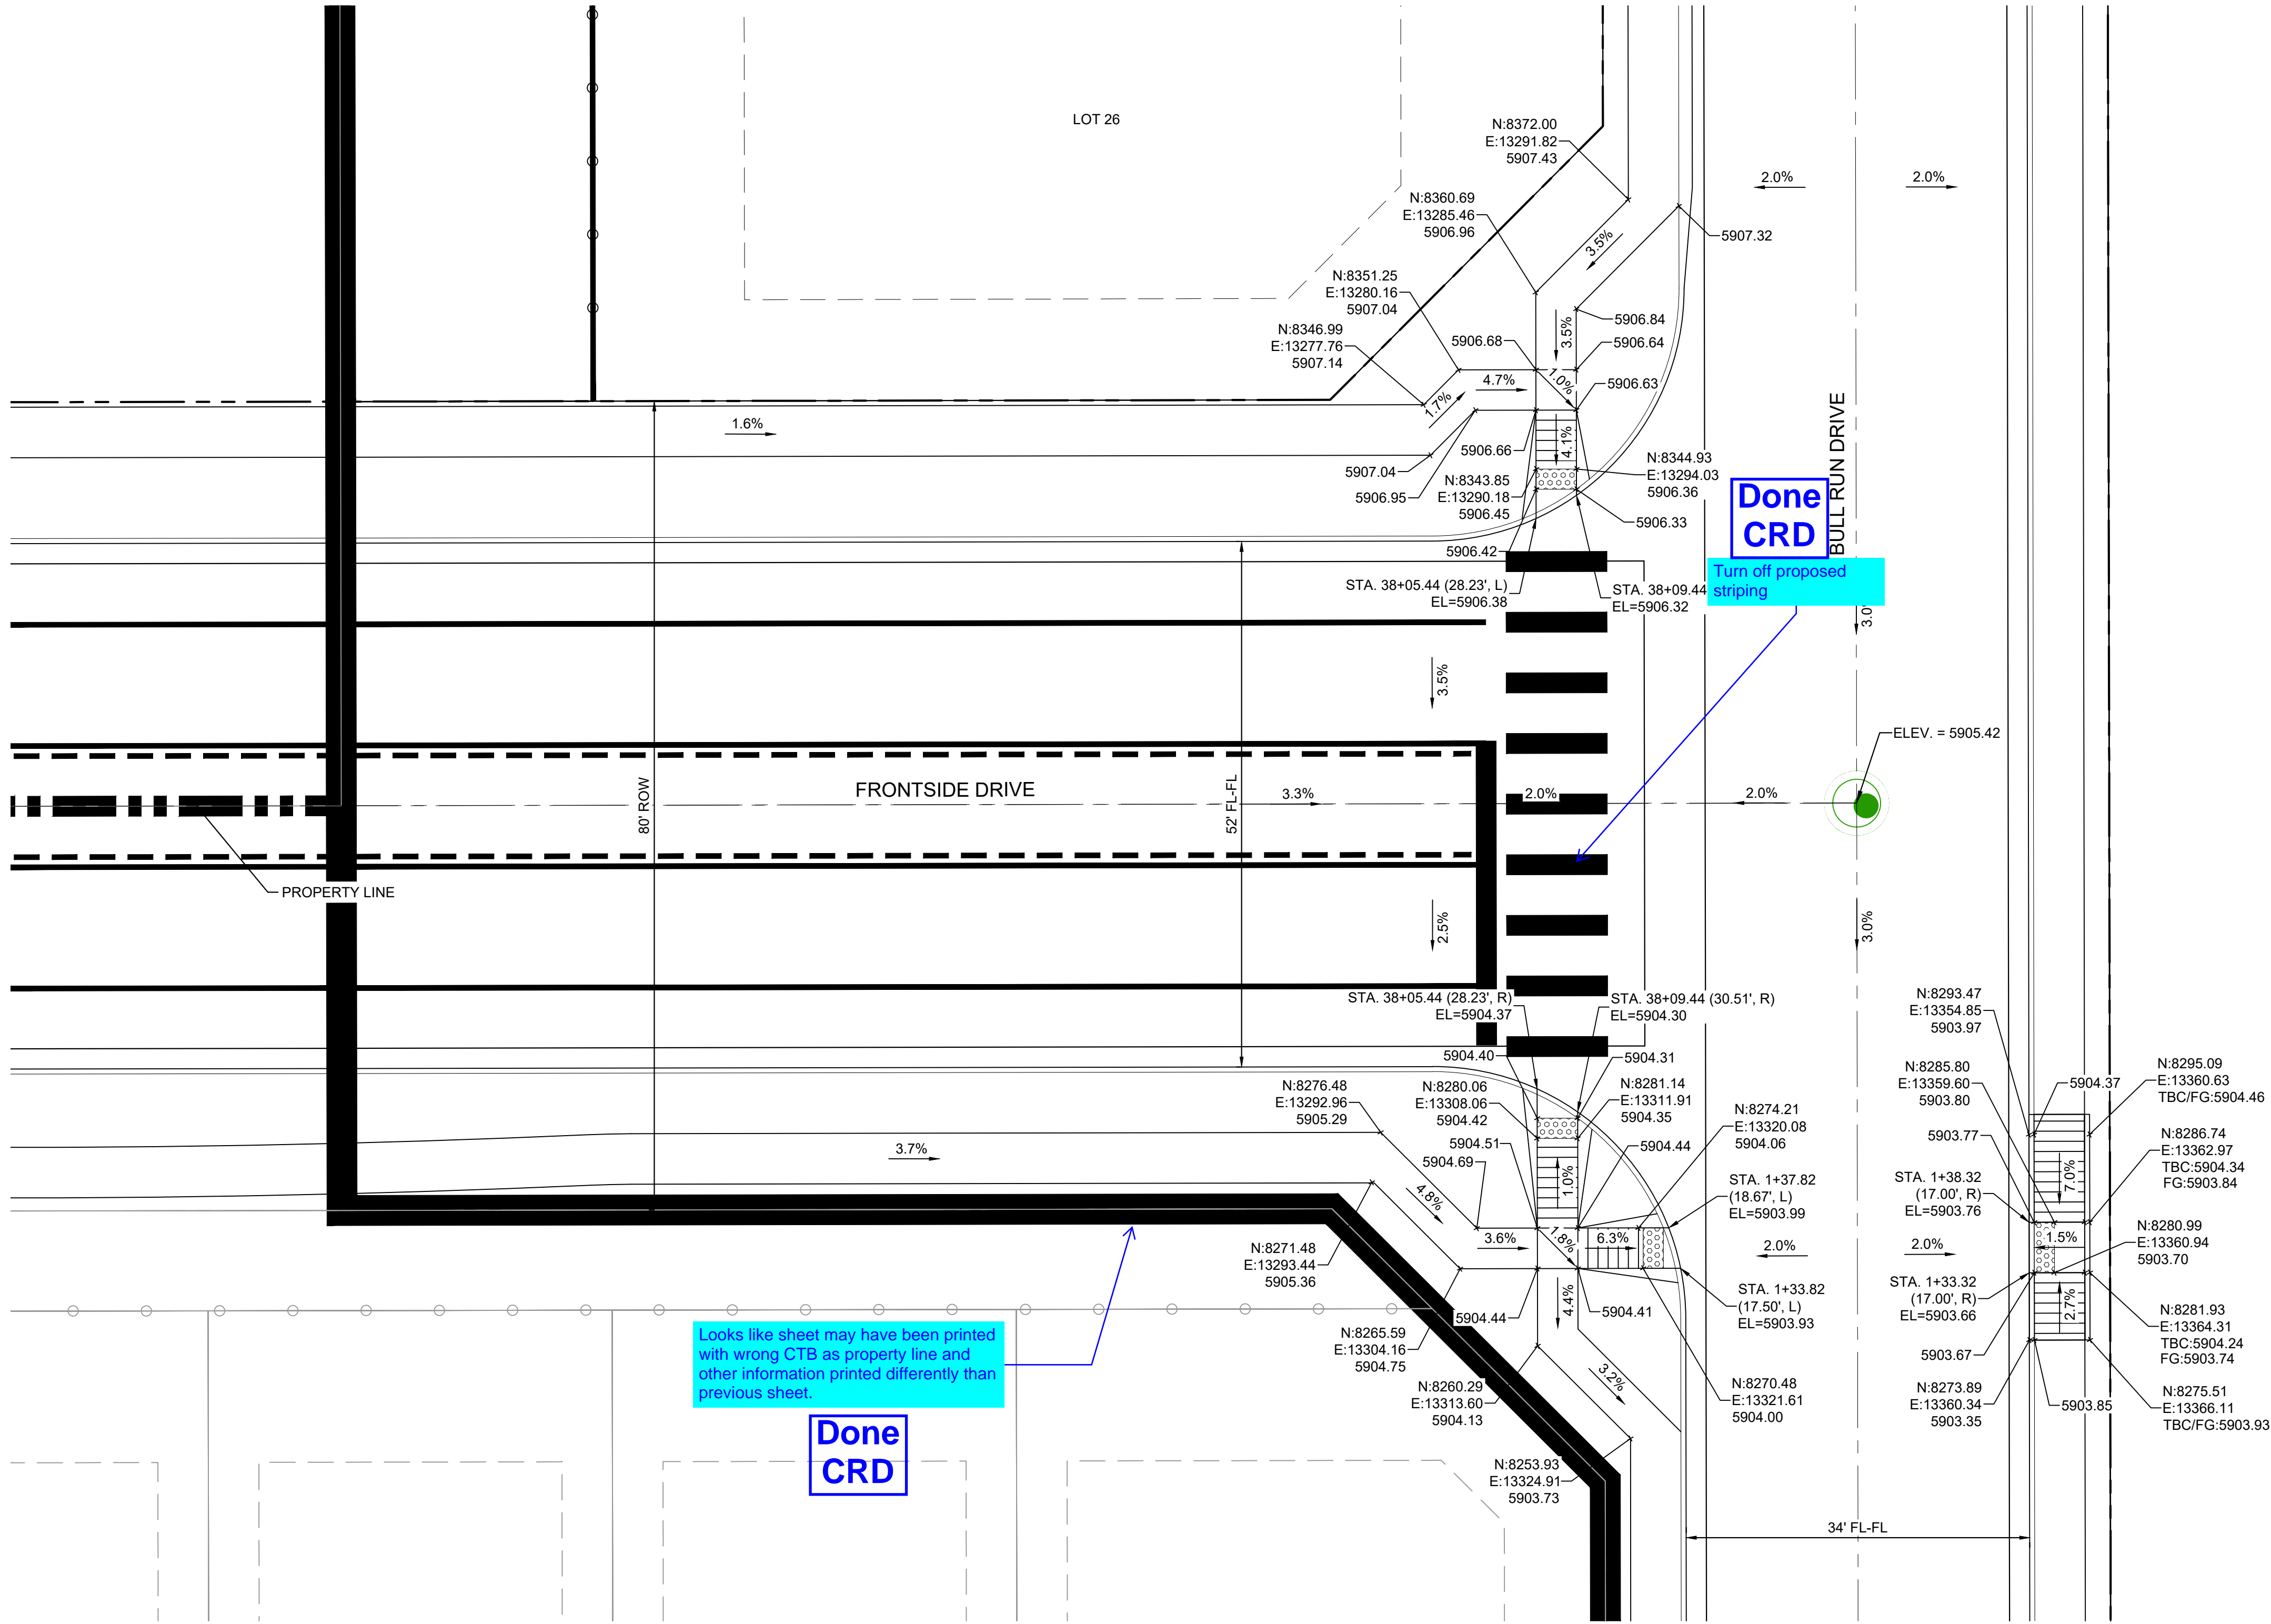 LOT 26
N:8372.00
E:13291.82
5907.43
2.0%
2.0%
N:8360.69
E:13285.46
5906.96
3.5%
5907.32
N:8351.25
E:13280.16
5907.04
N:8346.99
E:13277.76
5907.14
5906.68
3.5%
5906.84
5906.64
4.7%
1.0%
5906.63
1.7%
1.6%
4.1%
5906.66
5907.04
5906.95
N:8343.85
E:13290.18
5906.45
N:8344.93
E:13294.03
5906.36
5906.33
5906.42
STA. 38+05.44 (28.23', L)
EL=5906.38
STA. 38+09.44
EL=5906.32
BULL RUN DRIVE
Done
CRD
Turn off proposed
striping
3.0
3.5%
ELEV. = 5905.42
FRONTSIDE DRIVE
80' ROW
52' FL-FL
3.3%
2.0%
2.0%
PROPERTY LINE
2.5%
3.0%
STA. 38+05.44 (28.23', R)
EL=5904.37
STA. 38+09.44 (30.51', R)
EL=5904.30
5904.40
5904.31
N:8276.48
E:13292.96
5905.29
N:8280.06
E:13308.06
5904.42
N:8281.14
E:13311.91
5904.35
5904.51
5904.69
5904.44
N:8274.21
E:13320.08
5904.06
3.7%
4.8%
1.0%
STA. 1+37.82
(18.67', L)
EL=5903.99
3.6%
1.8%
6.3%
2.0%
2.0%
N:8271.48
E:13293.44
5905.36
4.4%
5904.44
5904.41
STA. 1+33.82
(17.50', L)
EL=5903.93
N:8265.59
E:13304.16
5904.75
3.2%
N:8260.29
E:13313.60
5904.13
N:8270.48
E:13321.61
5904.00
N:8253.93
E:13324.91
5903.73
N:8293.47
E:13354.85
5903.97
N:8285.80
E:13359.60
5903.80
5904.37
N:8295.09
E:13360.63
TBC/FG:5904.46
5903.77
N:8286.74
E:13362.97
TBC:5904.34
FG:5903.84
7.0%
STA. 1+38.32
(17.00', R)
EL=5903.76
1.5%
N:8280.99
E:13360.94
5903.70
STA. 1+33.32
(17.00', R)
EL=5903.66
2.7%
N:8281.93
E:13364.31
TBC:5904.24
FG:5903.74
5903.67
N:8273.89
E:13360.34
5903.35
5903.85
N:8275.51
E:13366.11
TBC/FG:5903.93
34' FL-FL
Looks like sheet may have been printed
with wrong CTB as property line and
other information printed differently than
previous sheet.
Done
CRD